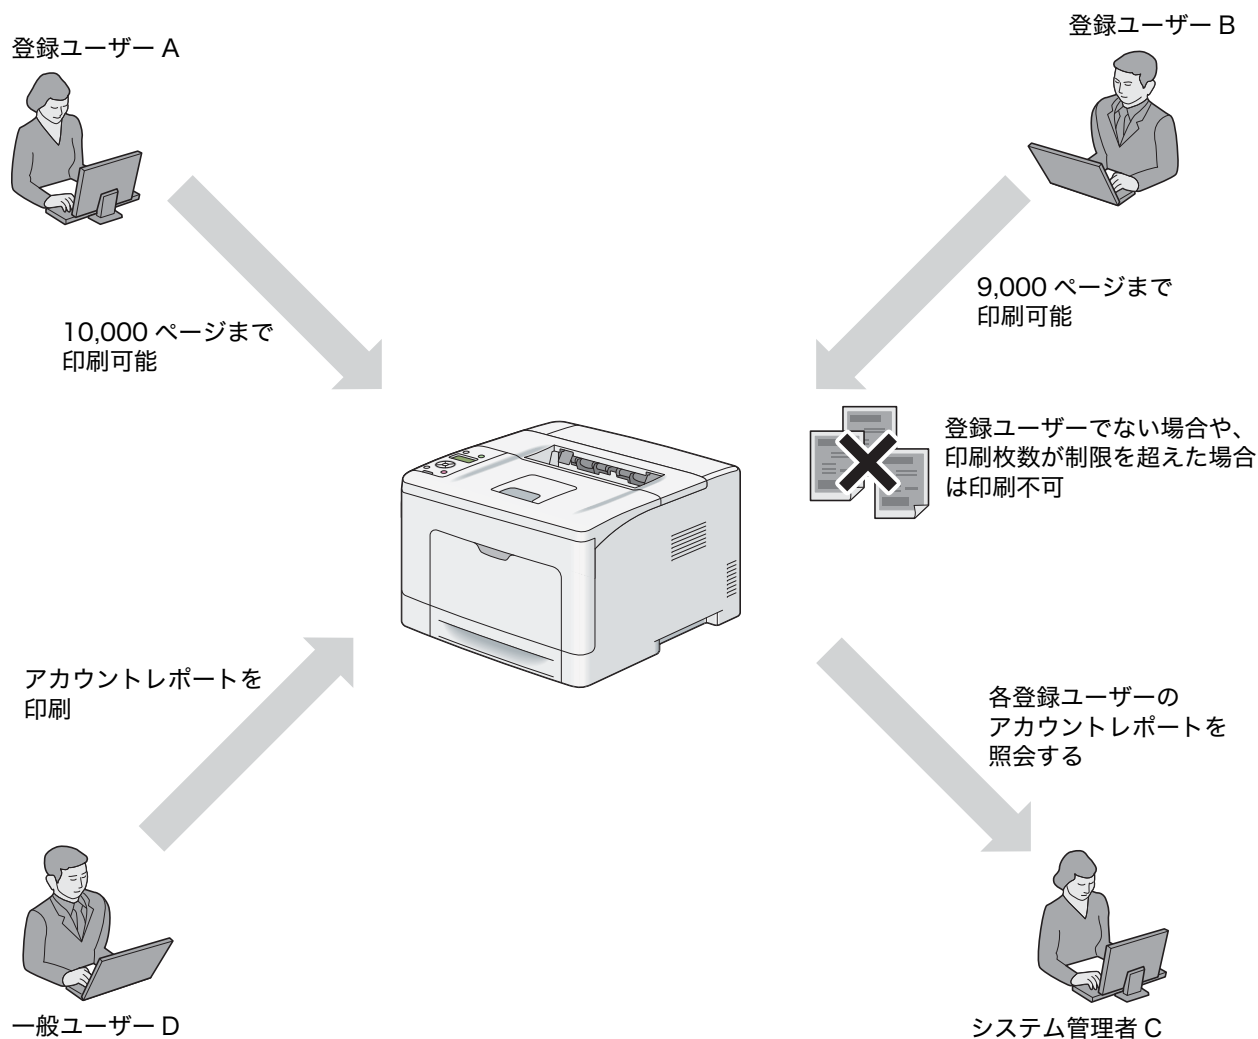 登録ユーザー A
登録ユーザー B
10,000 ページまで
印刷可能
9,000 ページまで
印刷可能
登録ユーザーでない場合や、
印刷枚数が制限を超えた場合
は印刷不可
アカウントレポートを
印刷
各登録ユーザーの
アカウントレポートを
照会する
一般ユーザー D
システム管理者 C